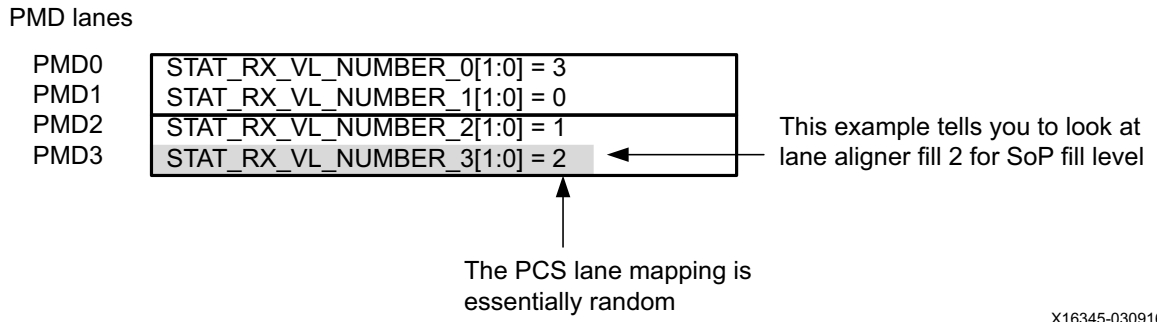 PMD lanes
PMD0 STAT_RX_VL_NUMBER_0[1:0] = 3
PMD1 STAT_RX_VL_NUMBER_1[1:0] = 0
PMD2 STAT_RX_VL_NUMBER_2[1:0] = 1
PMD3 STAT_RX_VL_NUMBER_3[1:0] = 2
This example tells you to look at
lane aligner fill 2 for SoP fill level
The PCS lane mapping is
essentially random